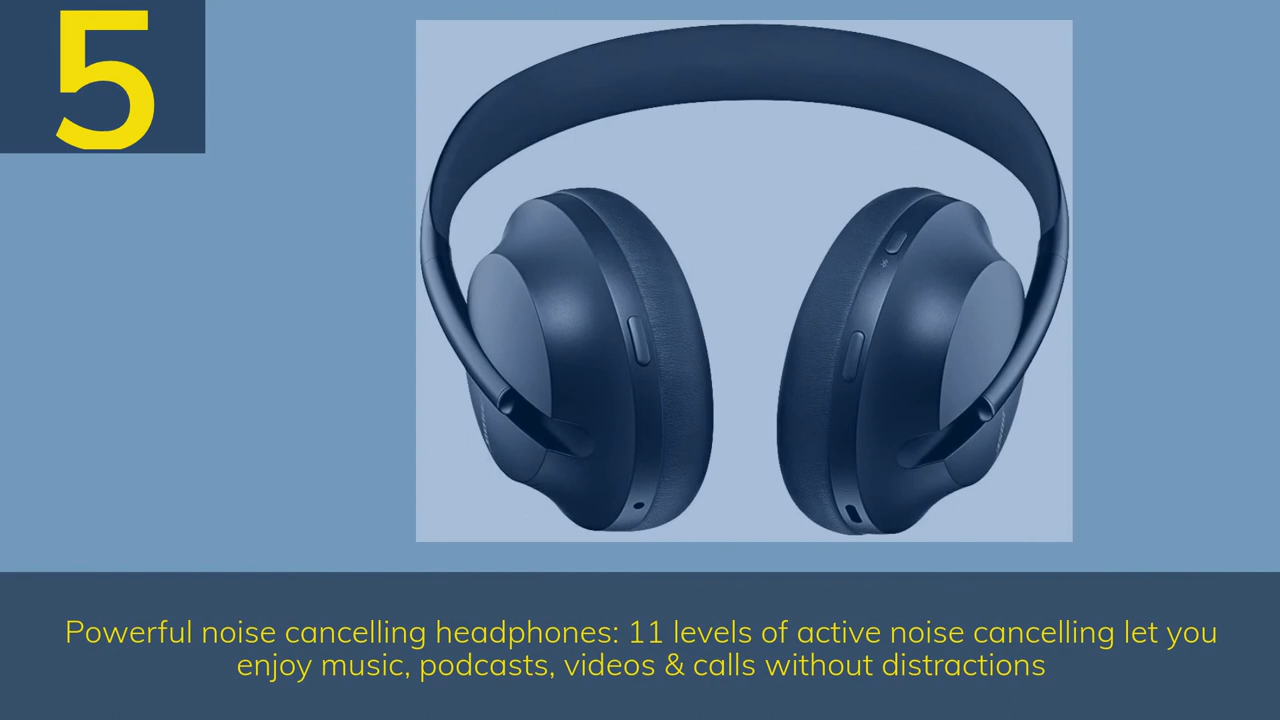 5
Powerful noise cancelling headphones: 11 levels of active noise cancelling let you
enjoy music, podcasts, videos & calls without distractions